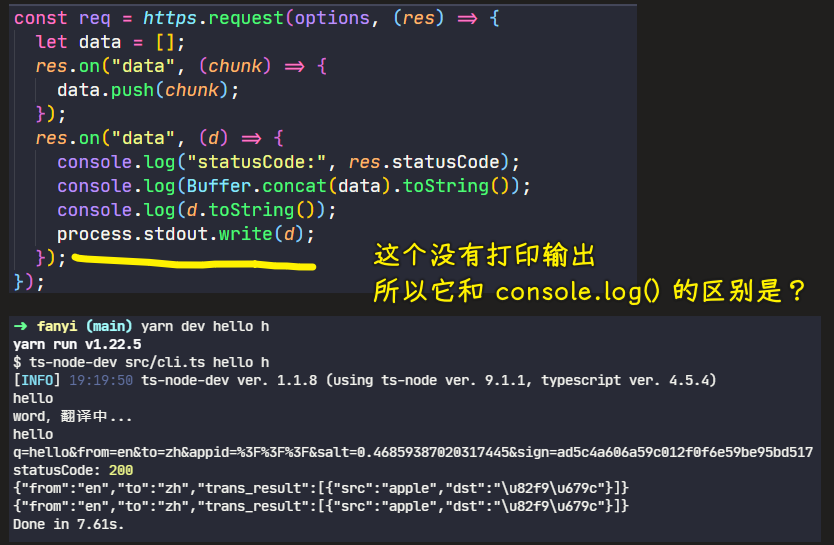 const req = https.request(options, (res) => {
  let data = [];
  res.on("data", (chunk) => {
    data.push(chunk);
  });
  res.on("data", (d) => {
    console.log("statusCode:", res.statusCode);
    console.log(Buffer.concat(data).toString());
    console.log(d.toString());
    process.stdout.write(d);
  });
});
这个没有打印输出
所以它和 console.log() 的区别是？
➜ fanyi (main) yarn dev hello h
yarn run v1.22.5
$ ts-node-dev src/cli.ts hello h
[INFO] 19:19:50 ts-node-dev ver. 1.1.8 (using ts-node ver. 9.1.1, typescript ver. 4.5.4)
hello
word, 翻译中...
hello
q=hello&from=en&to=zh&appid=%3F%3F%3F&salt=0.46859387020317445&sign=ad5c4a606a59c012f0f6e59be95bd517
statusCode: 200
{"from":"en","to":"zh","trans_result":[{"src":"apple","dst":"\u82f9\u679c"}]}
{"from":"en","to":"zh","trans_result":[{"src":"apple","dst":"\u82f9\u679c"}]}
Done in 7.61s.